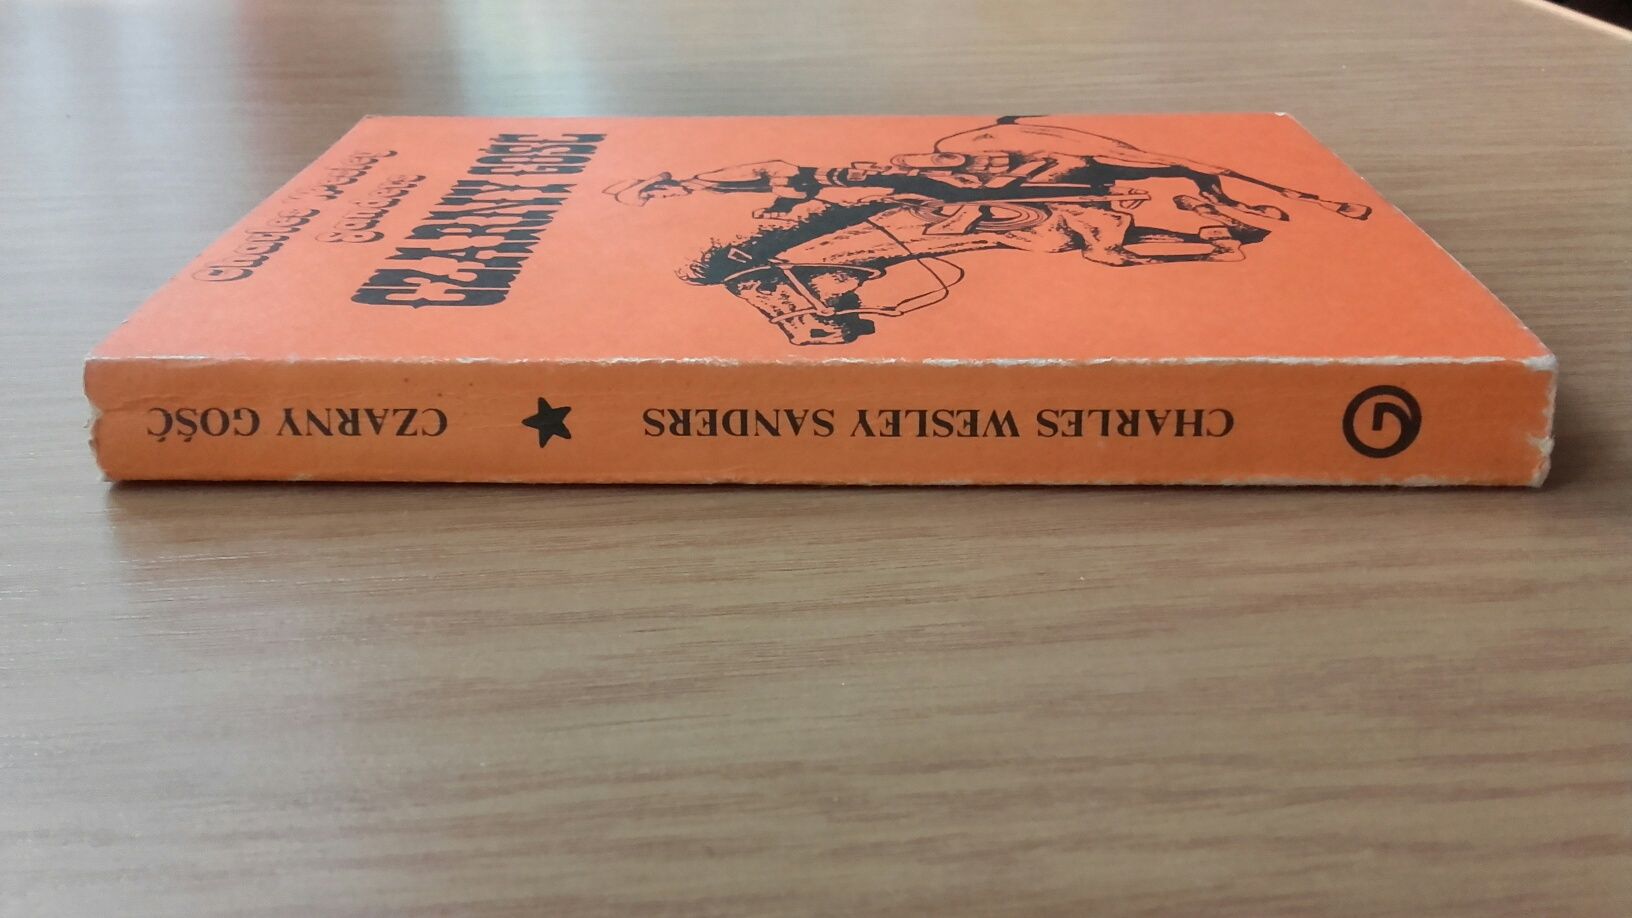 Charles Wesley
Sanders
CZARNY GOŚĆ
CHARLES WESLEY SANDERS ★ CZARNY GOŚĆ